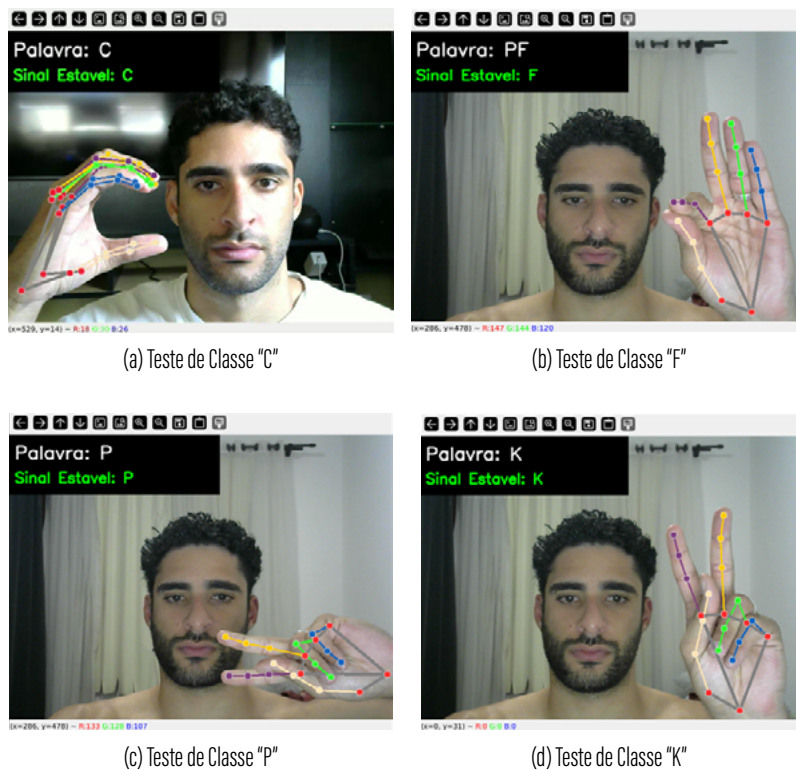 Palavra: C
Sinal Estavel: C
(x=529, y=14) ~ R:18 G:30 B:26
(a) Teste de Classe "C"
Palavra: PF
Sinal Estavel: F
(x=286, y=478) ~ R:147 G:144 B:120
(b) Teste de Classe “F”
Palavra: P
Sinal Estavel: P
(x=286, y=478) ~ R:133 G:128 B:107
(c) Teste de Classe “P”
Palavra: K
Sinal Estavel: K
(x=0, y=31) ~ R:0 G:0 B:0
(d) Teste de Classe “K”